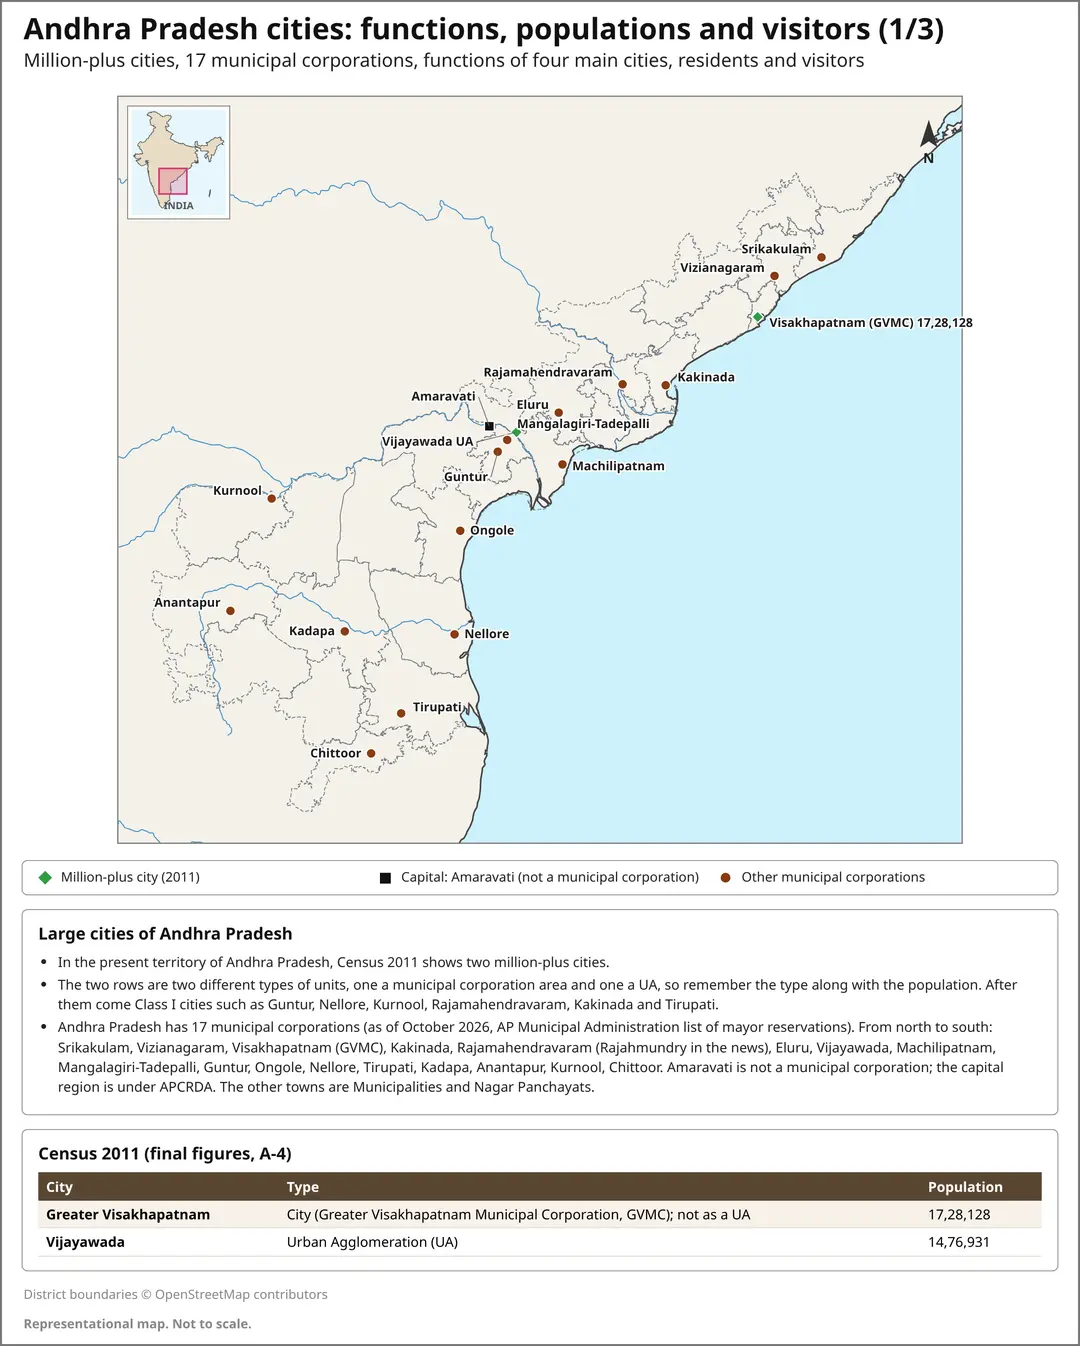 Andhra Pradesh cities: functions, populations and visitors (1/3)
Million-plus cities, 17 municipal corporations, functions of four main cities, residents and visitors
INDIA
N
Srikakulam
Vizianagaram
Visakhapatnam (GVMC) 17,28,128
Rajamahendravaram
Kakinada
Amaravati
Eluru
Mangalagiri-Tadepalli
Vijayawada UA
Machilipatnam
Guntur
Kurnool
Ongole
Anantapur
Kadapa
Nellore
Tirupati
Chittoor
Million-plus city (2011)
Capital: Amaravati (not a municipal corporation)
Other municipal corporations
Large cities of Andhra Pradesh
• In the present territory of Andhra Pradesh, Census 2011 shows two million-plus cities.
• The two rows are two different types of units, one a municipal corporation area and one a UA, so remember the type along with the population. After
them come Class I cities such as Guntur, Nellore, Kurnool, Rajamahendravaram, Kakinada and Tirupati.
• Andhra Pradesh has 17 municipal corporations (as of October 2026, AP Municipal Administration list of mayor reservations). From north to south:
Srikakulam, Vizianagaram, Visakhapatnam (GVMC), Kakinada, Rajamahendravaram (Rajahmundry in the news), Eluru, Vijayawada, Machilipatnam,
Mangalagiri-Tadepalli, Guntur, Ongole, Nellore, Tirupati, Kadapa, Anantapur, Kurnool, Chittoor. Amaravati is not a municipal corporation; the capital
region is under APCRDA. The other towns are Municipalities and Nagar Panchayats.
Census 2011 (final figures, A-4)
City Type Population
Greater Visakhapatnam City (Greater Visakhapatnam Municipal Corporation, GVMC); not as a UA 17,28,128
Vijayawada Urban Agglomeration (UA) 14,76,931
District boundaries © OpenStreetMap contributors
Representational map. Not to scale.